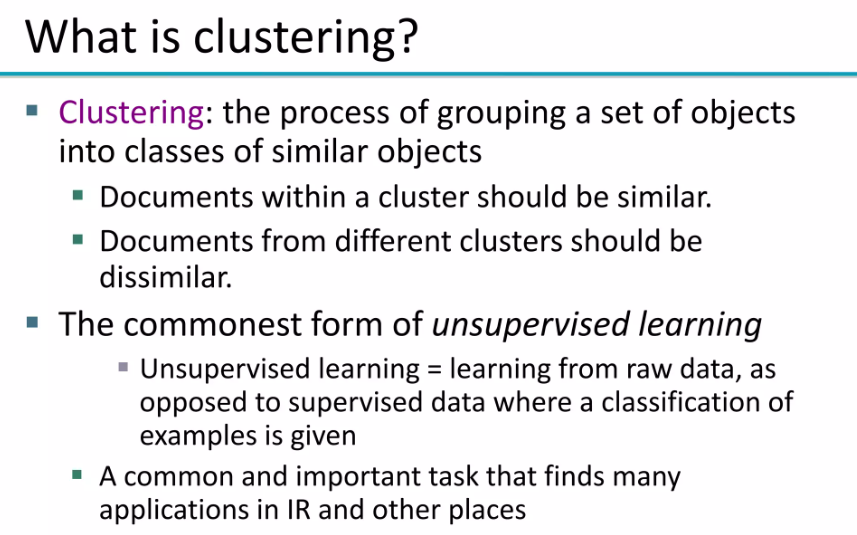 What is clustering?
▪ Clustering: the process of grouping a set of objects
into classes of similar objects
▪ Documents within a cluster should be similar.
▪ Documents from different clusters should be
dissimilar.
▪ The commonest form of unsupervised learning
▪ Unsupervised learning = learning from raw data, as
opposed to supervised data where a classification of
examples is given
▪ A common and important task that finds many
applications in IR and other places